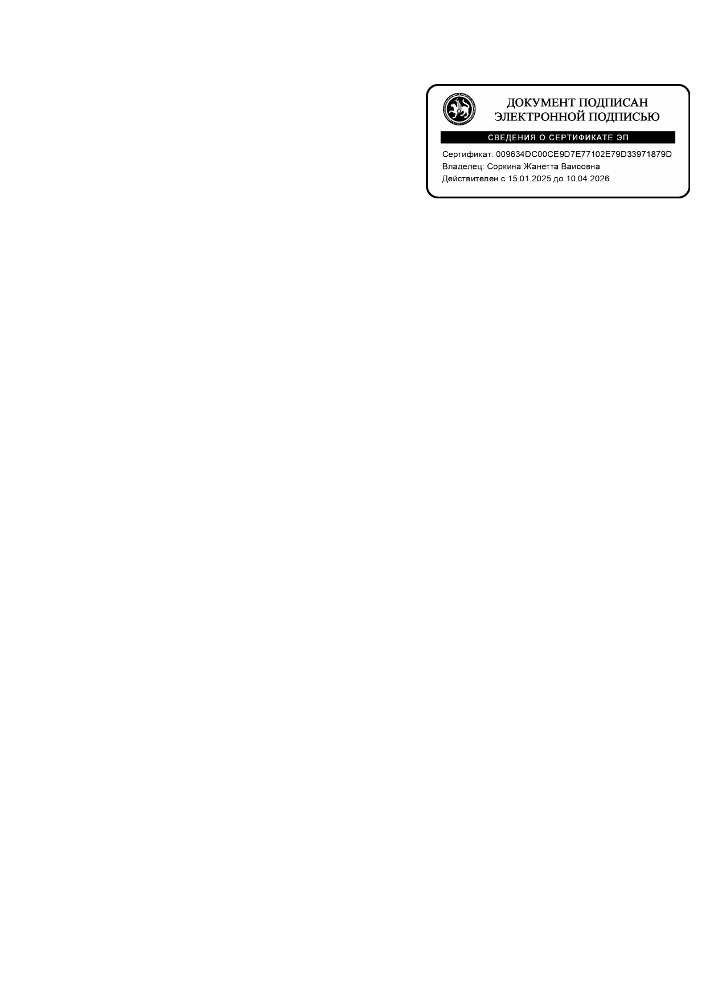 ДОКУМЕНТ ПОДПИСАН
ЭЛЕКТРОННОЙ ПОДПИСЬЮ
СВЕДЕНИЯ О СЕРТИФИКАТЕ ЭП
Сертификат: 009634DC00CE9D7E77102E79D33971879D
Владелец: Соркина Жанетта Ваисовна
Действителен с 15.01.2025 до 10.04.2026